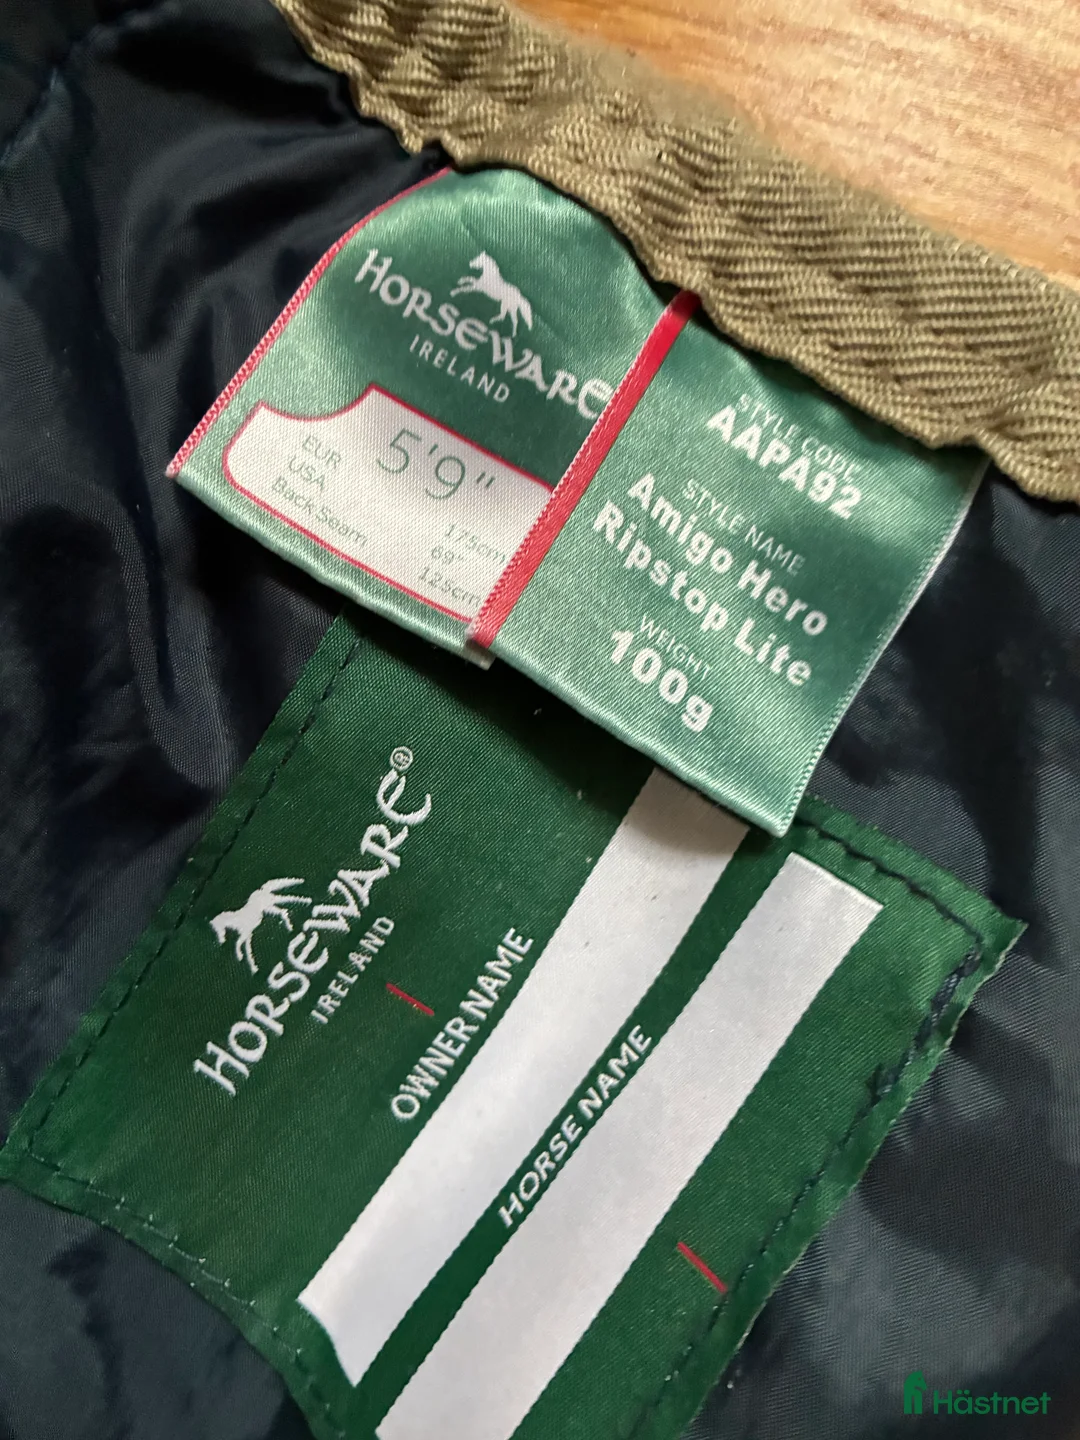 HORSEWARE
IRELAND
5'9"
EUR 175cm
USA 69"
Back Seam 125cm
STYLE CODE
AAPA92
STYLE NAME
Amigo Hero
Ripstop Lite
WEIGHT
100g
HORSEWARE®
IRELAND
OWNER NAME
HORSE NAME
Hästnet